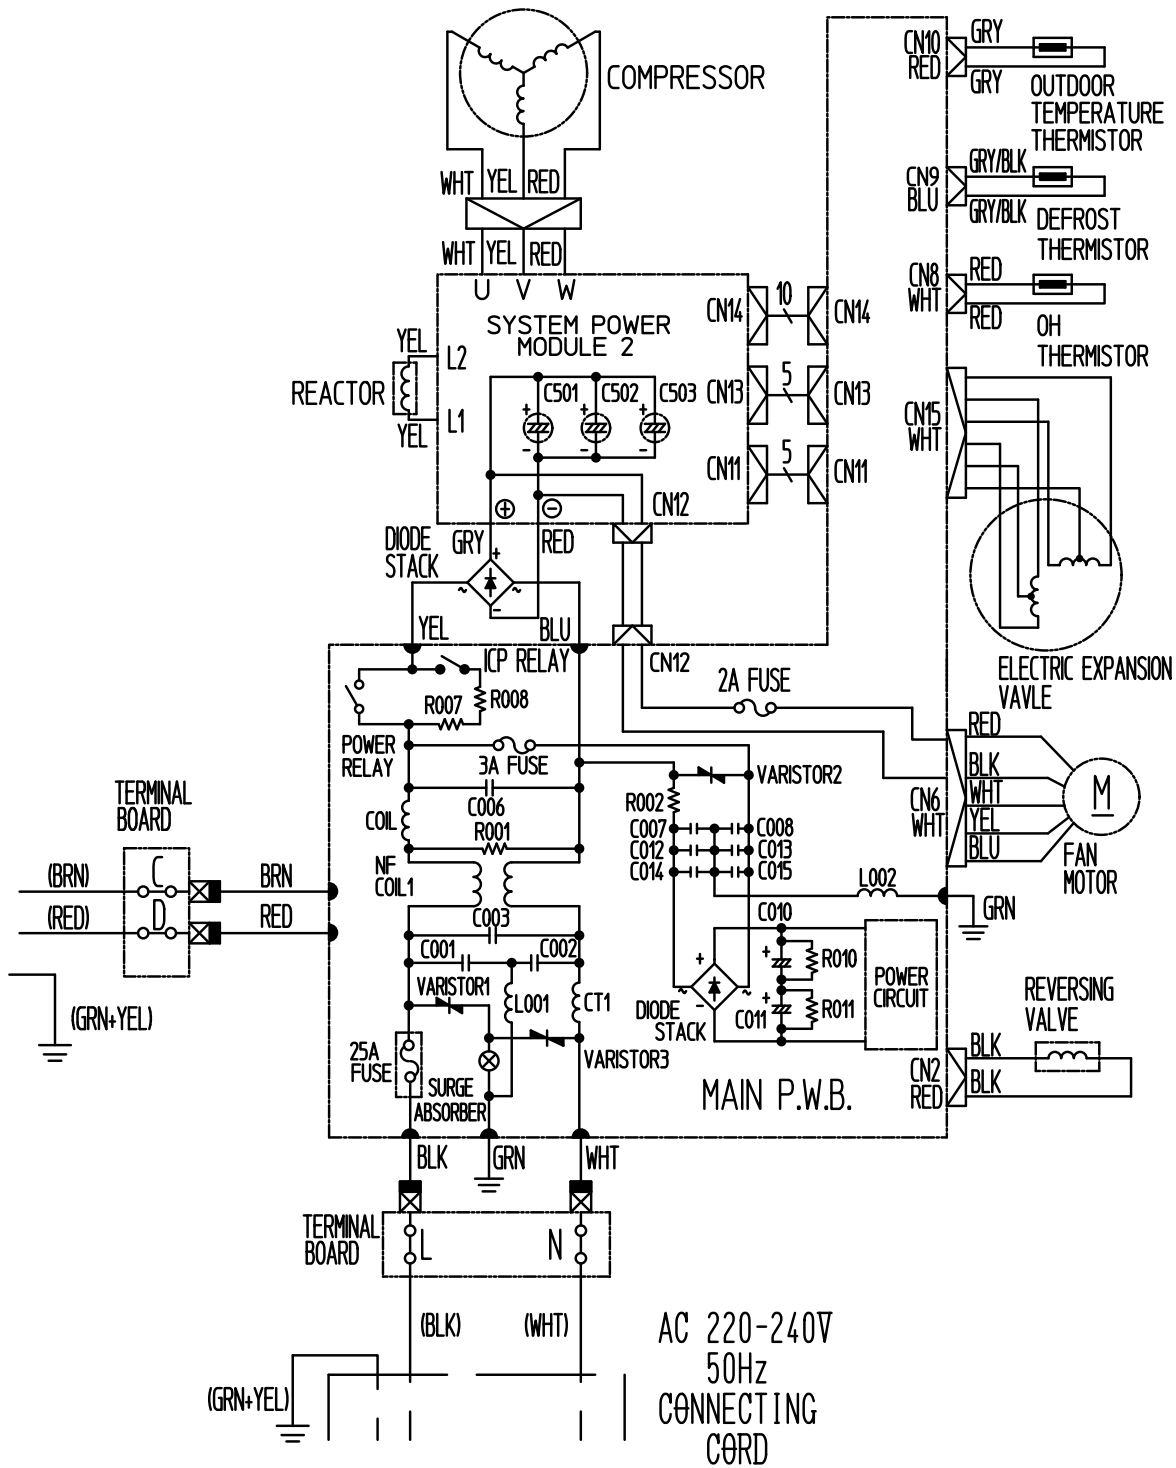 COMPRESSOR
WHT YEL RED
WHT YEL RED
U V W
SYSTEM POWER
MODULE 2
YEL
L2
REACTOR
L1
YEL
C501 C502 C503
+ + +
- - -
CN14 10 CN14
CN13 5 CN13
CN11 5 CN11
CN12
+ -
DIODE
STACK
GRY
RED
+
~ ~
-
YEL
BLU
CN12
CN10
RED
GRY
GRY
OUTDOOR
TEMPERATURE
THERMISTOR
CN9
BLU
GRY/BLK
GRY/BLK
DEFROST
THERMISTOR
CN8
WHT
RED
RED
OH
THERMISTOR
CN15
WHT
ELECTRIC EXPANSION
VAVLE
ICP RELAY
R007
R008
POWER
RELAY
2A FUSE
3A FUSE
C006
COIL
R001
NF
COIL1
C003
C001
C002
VARISTOR1
L001
CT1
25A
FUSE
SURGE
ABSORBER
VARISTOR3
VARISTOR2
R002
C007 C008
C012 C013
C014 C015
L002
C010
+
R010
+
C011
R011
+
~ ~
-
DIODE
STACK
POWER
CIRCUIT
MAIN P.W.B.
CN6
WHT
RED
BLK
WHT
YEL
BLU
M
FAN
MOTOR
GRN
REVERSING
VALVE
CN2
RED
BLK
BLK
TERMINAL
BOARD
(BRN) C BRN
(RED) D RED
(GRN+YEL)
BLK GRN WHT
TERMINAL
BOARD
L N
(BLK) (WHT)
(GRN+YEL)
AC 220-240V
50Hz
CONNECTING
CORD